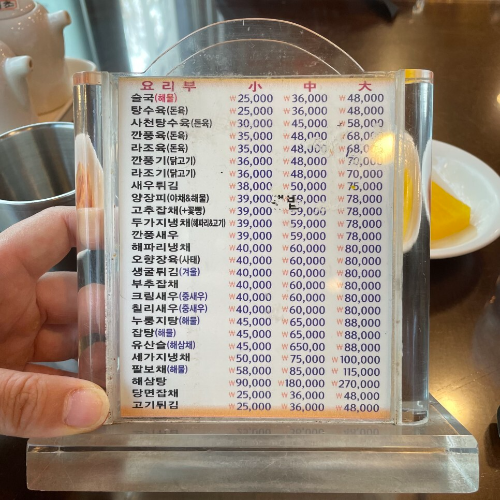 요리부 小 中 大
술국(해물) ₩25,000 ₩36,000 ₩48,000
탕수육(돈육) ₩25,000 ₩36,000 ₩48,000
사천탕수육(돈육) ₩30,000 ₩45,000 ₩58,000
깐풍육(돈육) ₩35,000 ₩48,000 ₩68,000
라조육(돈육) ₩35,000 ₩48,000 ₩68,000
깐풍기(닭고기) ₩36,000 ₩48,000 ₩70,000
라조기(닭고기) ₩36,000 ₩48,000 ₩70,000
새우튀김 ₩38,000 ₩50,000 ₩75,000
양장피(야채&해물) ₩39,000 ₩78,000
고추잡채(+꽃빵) ₩39,000 ₩59,000 ₩78,000
두가지냉채(해파리&고기) ₩39,000 ₩59,000 ₩78,000
깐풍새우 ₩39,000 ₩59,000 ₩78,000
해파리냉채 ₩40,000 ₩60,000 ₩80,000
오향장육(사태) ₩40,000 ₩60,000 ₩80,000
생굴튀김(겨울) ₩40,000 ₩60,000 ₩80,000
부추잡채 ₩40,000 ₩60,000 ₩80,000
크림새우(중새우) ₩40,000 ₩60,000 ₩80,000
칠리새우(중새우) ₩40,000 ₩60,000 ₩80,000
누룽지탕(해물) ₩45,000 ₩65,000 ₩88,000
잡탕(해물) ₩45,000 ₩65,000 ₩88,000
유산슬(해삼채) ₩45,000 ₩650,00 ₩88,000
세가지냉채 ₩50,000 ₩75,000 ₩100,000
팔보채(해물) ₩58,000 ₩85,000 ₩115,000
해삼탕 ₩90,000 ₩180,000 ₩270,000
당면잡채 ₩25,000 ₩36,000 ₩48,000
고기튀김 ₩25,000 ₩36,000 ₩48,000